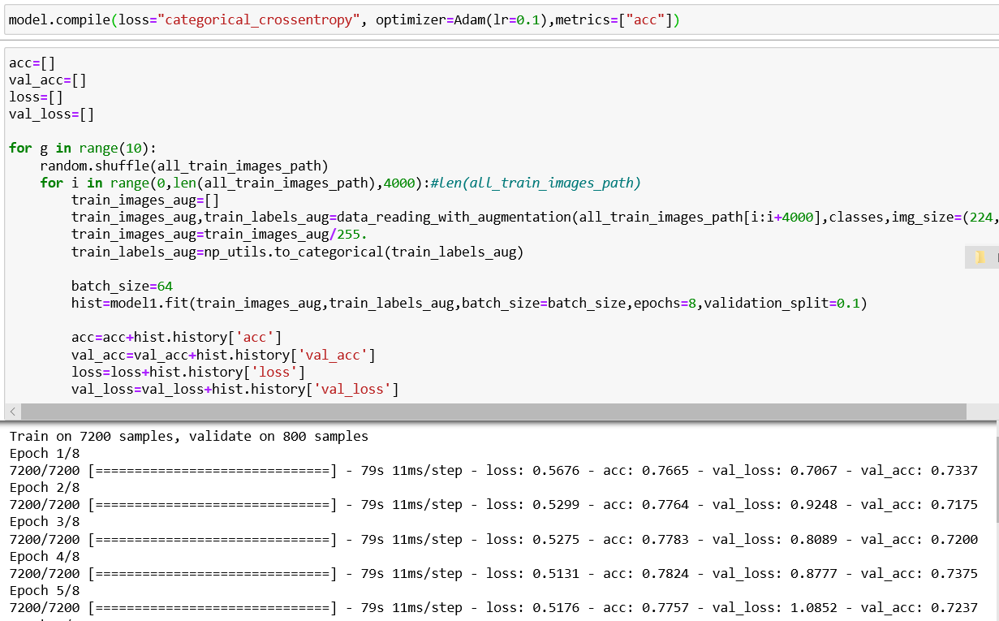 model.compile(loss="categorical_crossentropy", optimizer=Adam(lr=0.1),metrics=["acc"])
acc=[]
val_acc=[]
loss=[]
val_loss=[]
for g in range(10):
random.shuffle(all_train_images_path)
for i in range(0,len(all_train_images_path),4000):#len(all_train_images_path)
train_images_aug=[]
train_images_aug,train_labels_aug=data_reading_with_augmentation(all_train_images_path[i:i+4000],classes,img_size=(224,
train_images_aug=train_images_aug/255.
train_labels_aug=np_utils.to_categorical(train_labels_aug)
batch_size=64
hist=model1.fit(train_images_aug,train_labels_aug,batch_size=batch_size,epochs=8,validation_split=0.1)
acc=acc+hist.history['acc']
val_acc=val_acc+hist.history['val_acc']
loss=loss+hist.history['loss']
val_loss=val_loss+hist.history['val_loss']
Train on 7200 samples, validate on 800 samples
Epoch 1/8
7200/7200 [==============================] - 79s 11ms/step - loss: 0.5676 - acc: 0.7665 - val_loss: 0.7067 - val_acc: 0.7337
Epoch 2/8
7200/7200 [==============================] - 79s 11ms/step - loss: 0.5299 - acc: 0.7764 - val_loss: 0.9248 - val_acc: 0.7175
Epoch 3/8
7200/7200 [==============================] - 79s 11ms/step - loss: 0.5275 - acc: 0.7783 - val_loss: 0.8089 - val_acc: 0.7200
Epoch 4/8
7200/7200 [==============================] - 79s 11ms/step - loss: 0.5131 - acc: 0.7824 - val_loss: 0.8777 - val_acc: 0.7375
Epoch 5/8
7200/7200 [==============================] - 79s 11ms/step - loss: 0.5176 - acc: 0.7757 - val_loss: 1.0852 - val_acc: 0.7237